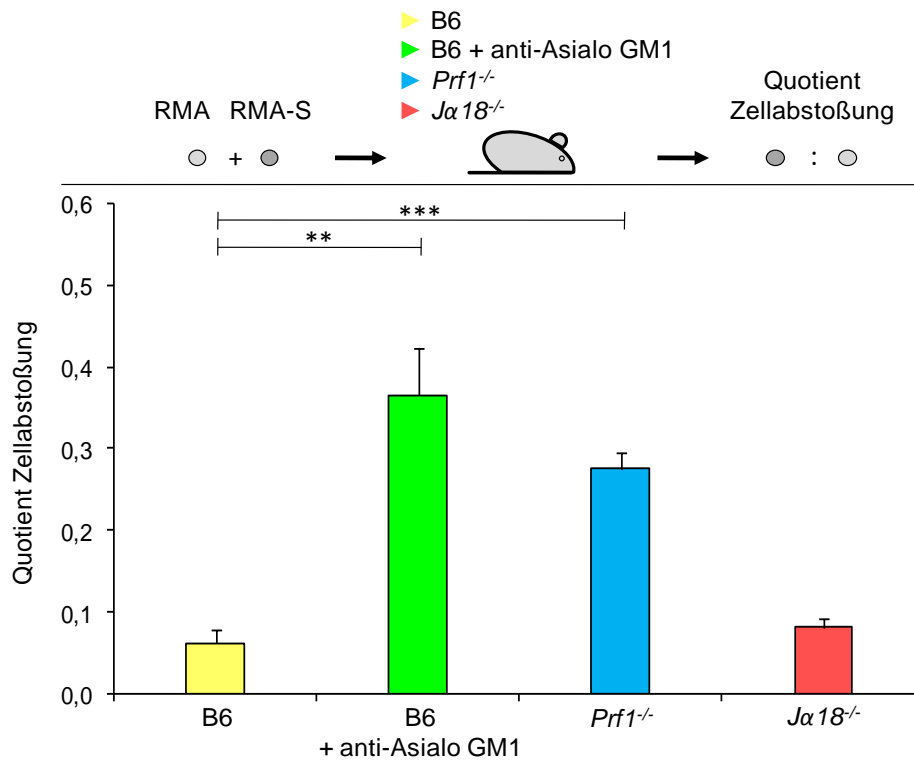 B6
B6 + anti-Asialo GM1
Prf1-/-
Jα18-/-
RMA RMA-S
+
Quotient
Zellabstoßung
:
Quotient Zellabstoßung
0,6
0,5
0,4
0,3
0,2
0,1
0,0
***
**
B6
B6
+ anti-Asialo GM1
Prf1-/-
Jα18-/-